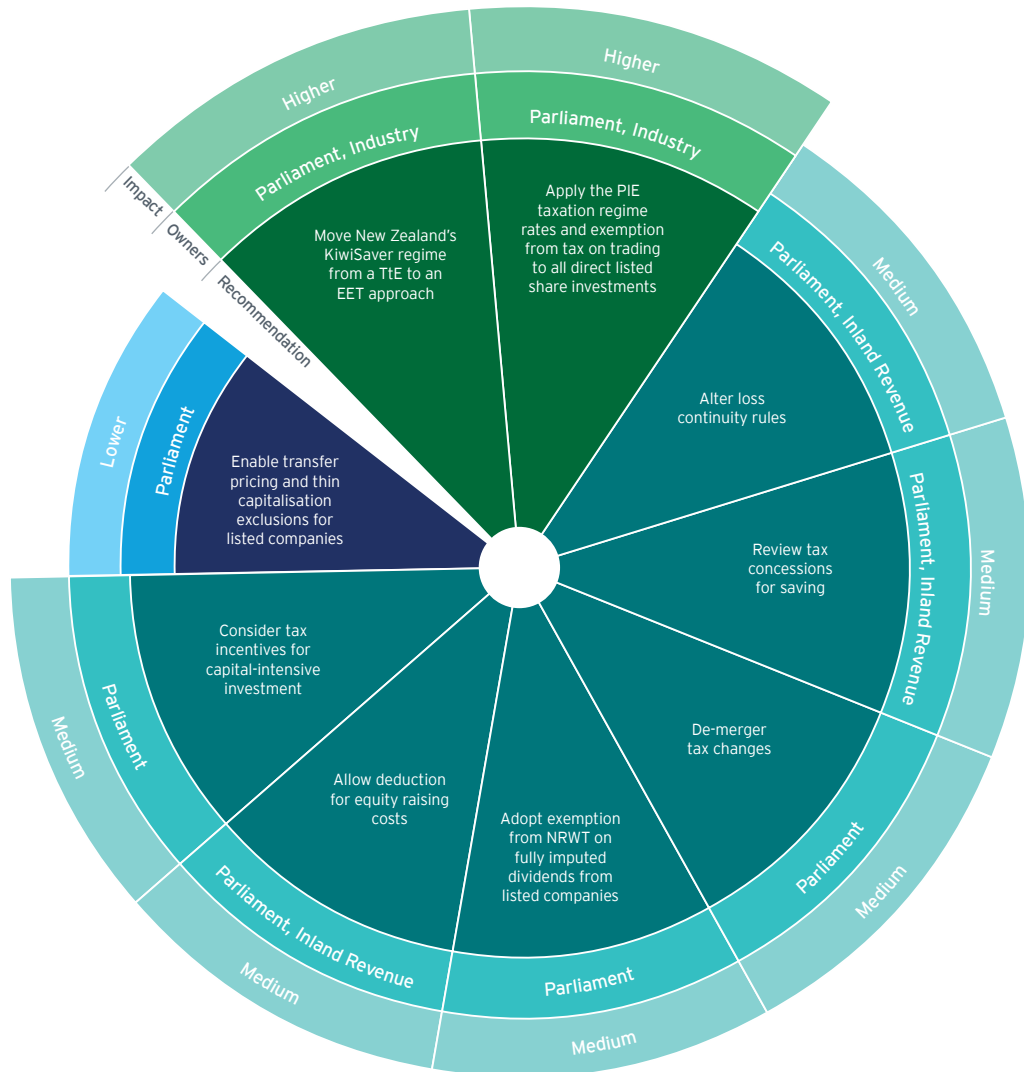 Impact
Owners
Recommendation
Higher
Parliament, Industry
Move New Zealand's
KiwiSaver regime
from a TtE to an
EET approach
Higher
Parliament, Industry
Apply the PIE
taxation regime
rates and exemption
from tax on trading
to all direct listed
share investments
Medium
Parliament, Inland Revenue
Alter loss
continuity rules
Medium
Parliament, Inland Revenue
Review tax
concessions
for saving
Medium
Parliament
De-merger
tax changes
Medium
Parliament
Adopt exemption
from NRWT on
fully imputed
dividends from
listed companies
Medium
Parliament, Inland Revenue
Allow deduction
for equity raising
costs
Medium
Parliament
Consider tax
incentives for
capital-intensive
investment
Lower
Parliament
Enable transfer
pricing and thin
capitalisation
exclusions for
listed companies